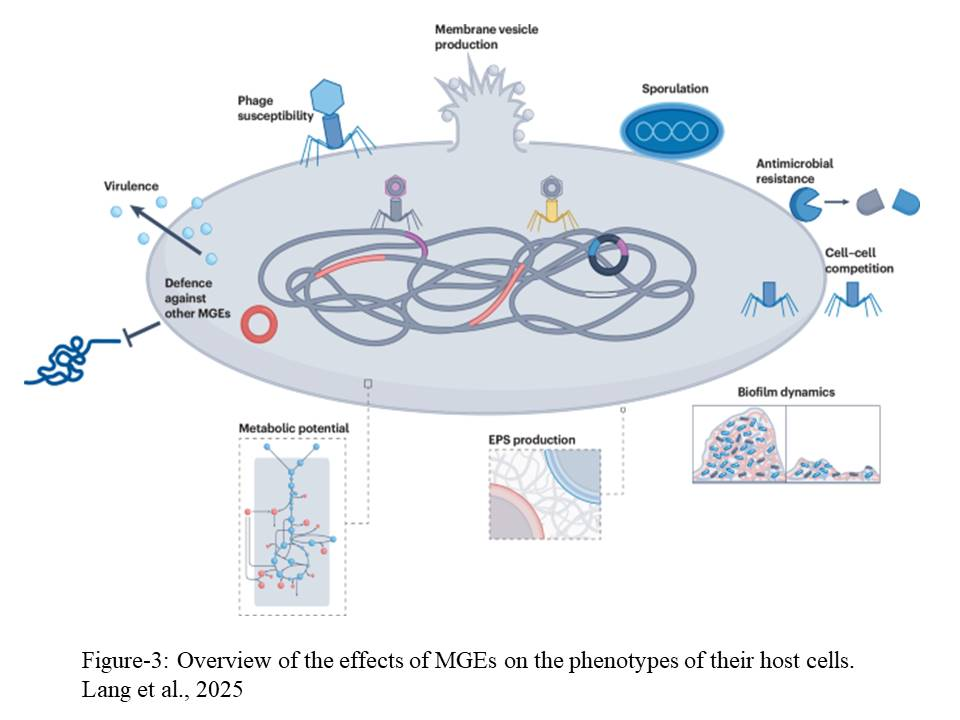 Membrane vesicle
production
Phage
susceptibility
Sporulation
Antimicrobial
resistance
Virulence
Cell–cell
competition
Defence
against
other MGEs
Biofilm dynamics
Metabolic potential
EPS production
Figure-3: Overview of the effects of MGEs on the phenotypes of their host cells.
Lang et al., 2025